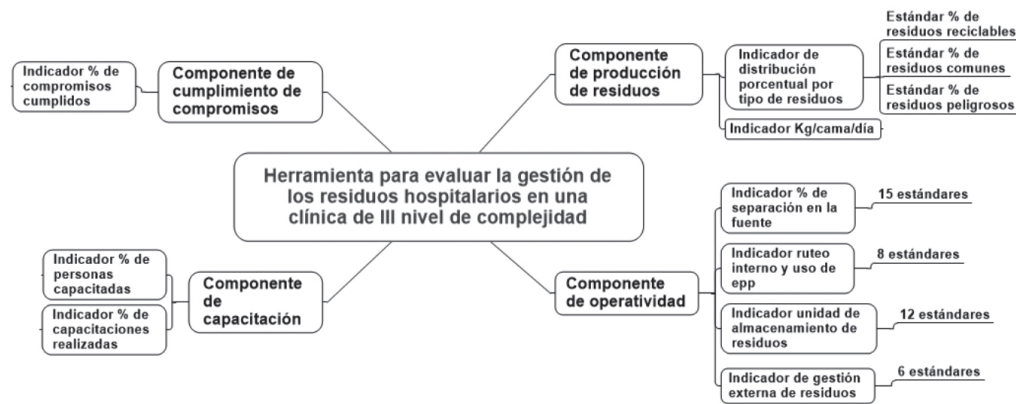 Indicador % de
compromisos
cumplidos
Componente de
cumplimiento de
compromisos
Componente
de producción
de residuos
Indicador de
distribución
porcentual por
tipo de residuos
Estándar % de
residuos reciclables
Estándar % de
residuos comunes
Estándar % de
residuos peligrosos
Indicador Kg/cama/día
Herramienta para evaluar la gestión de
los residuos hospitalarios en una
clínica de III nivel de complejidad
Indicador % de
personas
capacitadas
Indicador % de
capacitaciones
realizadas
Componente
de
capacitación
Componente
de operatividad
Indicador % de
separación en la
fuente
15 estándares
Indicador ruteo
interno y uso de
epp
8 estándares
Indicador unidad de
almacenamiento de
residuos
12 estándares
Indicador de gestión
externa de residuos
6 estándares